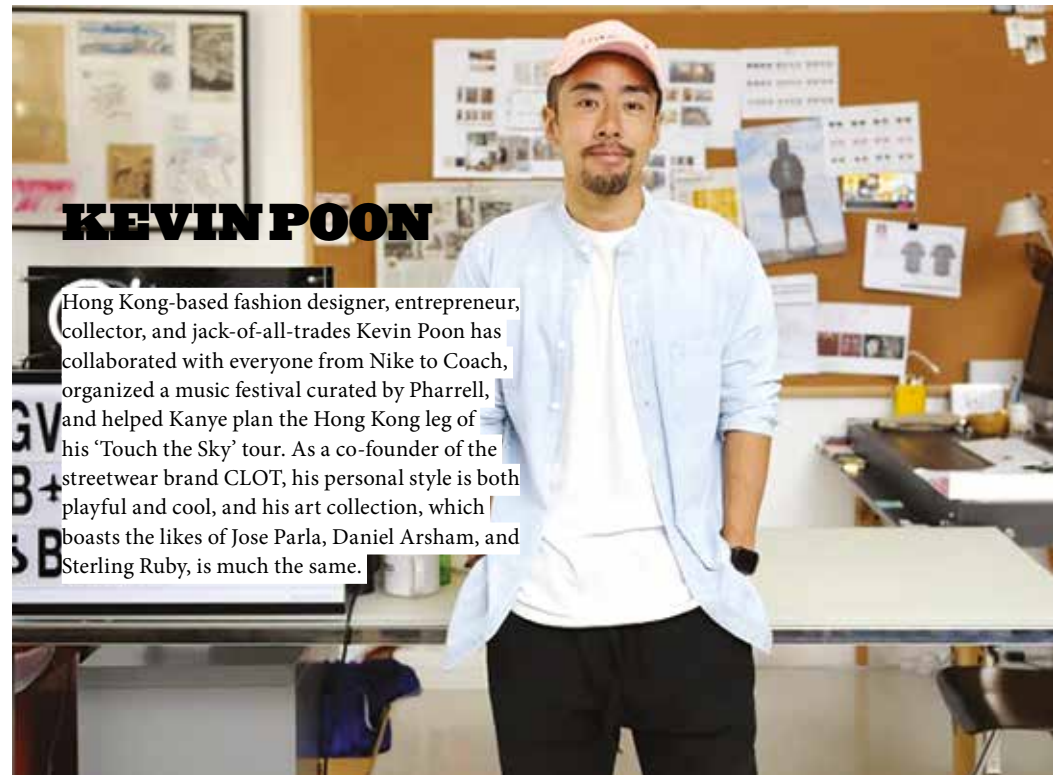 KEVIN POON
Hong Kong-based fashion designer, entrepreneur,
collector, and jack-of-all-trades Kevin Poon has
collaborated with everyone from Nike to Coach,
organized a music festival curated by Pharrell,
and helped Kanye plan the Hong Kong leg of
his ‘Touch the Sky’ tour. As a co-founder of the
streetwear brand CLOT, his personal style is both
playful and cool, and his art collection, which
boasts the likes of Jose Parla, Daniel Arsham, and
Sterling Ruby, is much the same.
GV
B+
& B